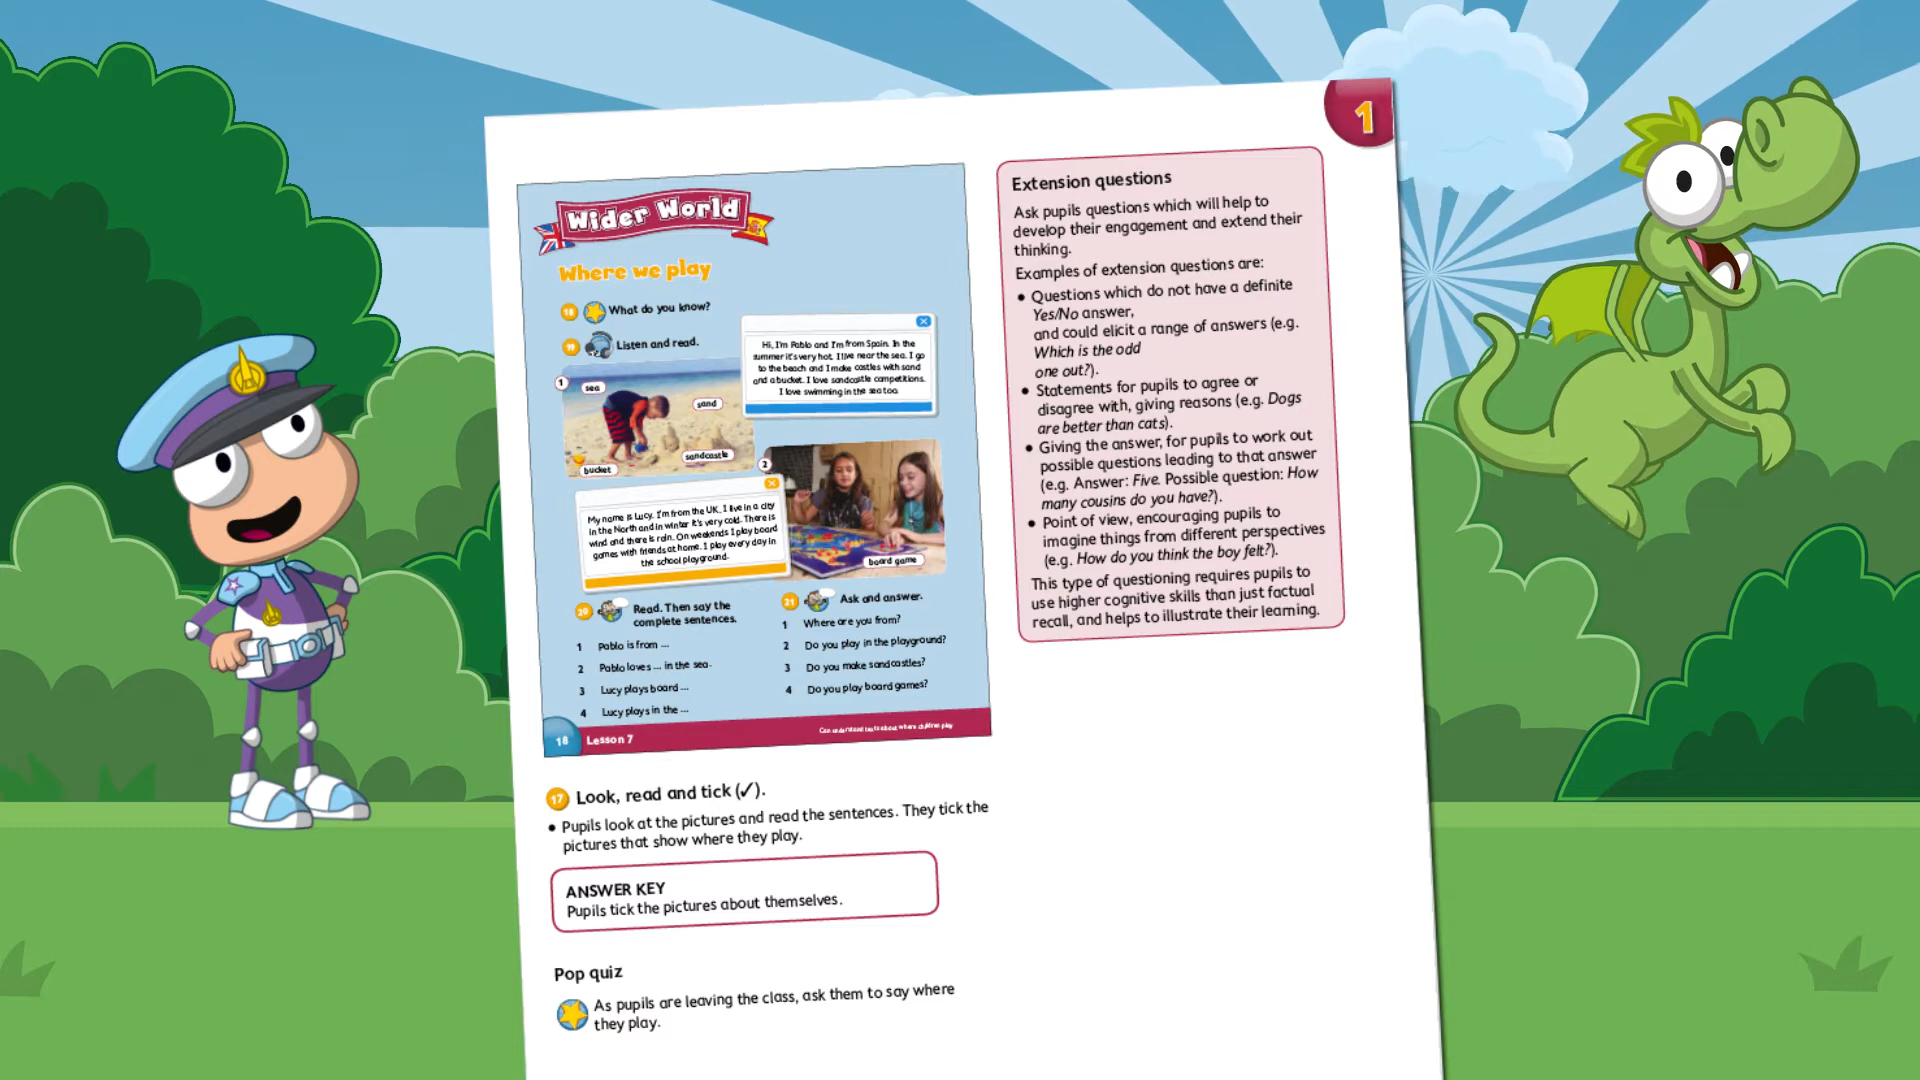 1
Wider World
Where we play
18 What do you know?
19 Listen and read.
1
sea
sand
bucket
sandcastle
Hi, I'm Pablo and I'm from Spain. In the
summer it's very hot. I live near the sea. I go
to the beach and I make castles with sand
and a bucket. I love sandcastle competitions.
I love swimming in the sea too.
2
board game
My name is Lucy. I'm from the UK. I live in a city
in the North and in winter it's very cold. There is
wind and there is rain. On weekends I play board
games with friends at home. I play every day in
the school playground.
20 Read. Then say the
complete sentences.
1 Pablo is from ...
2 Pablo loves ... in the sea.
3 Lucy plays board ...
4 Lucy plays in the ...
21 Ask and answer.
1 Where are you from?
2 Do you play in the playground?
3 Do you make sandcastles?
4 Do you play board games?
18 Lesson 7
Can understand texts about where children play
17 Look, read and tick (✓).
• Pupils look at the pictures and read the sentences. They tick the
pictures that show where they play.
ANSWER KEY
Pupils tick the pictures about themselves.
Pop quiz
As pupils are leaving the class, ask them to say where
they play.
Extension questions
Ask pupils questions which will help to
develop their engagement and extend their
thinking.
Examples of extension questions are:
• Questions which do not have a definite
Yes/No answer,
and could elicit a range of answers (e.g.
Which is the odd
one out?).
• Statements for pupils to agree or
disagree with, giving reasons (e.g. Dogs
are better than cats).
• Giving the answer, for pupils to work out
possible questions leading to that answer
(e.g. Answer: Five. Possible question: How
many cousins do you have?).
• Point of view, encouraging pupils to
imagine things from different perspectives
(e.g. How do you think the boy felt?).
This type of questioning requires pupils to
use higher cognitive skills than just factual
recall, and helps to illustrate their learning.